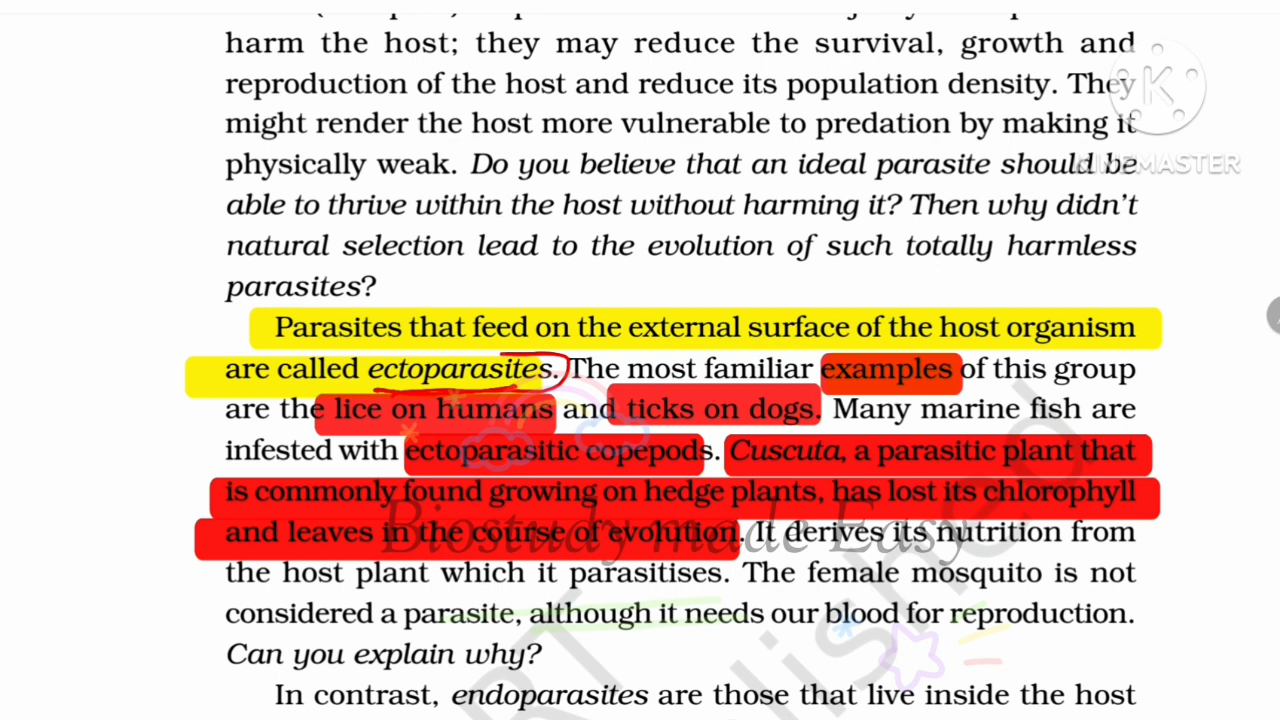 harm the host; they may reduce the survival, growth and
reproduction of the host and reduce its population density. They
might render the host more vulnerable to predation by making it
physically weak. Do you believe that an ideal parasite should be
able to thrive within the host without harming it? Then why didn't
natural selection lead to the evolution of such totally harmless
parasites?
Parasites that feed on the external surface of the host organism
are called ectoparasites. The most familiar examples of this group
are the lice on humans and ticks on dogs. Many marine fish are
infested with ectoparasitic copepods. Cuscuta, a parasitic plant that
is commonly found growing on hedge plants, has lost its chlorophyll
and leaves in the course of evolution. It derives its nutrition from
the host plant which it parasitises. The female mosquito is not
considered a parasite, although it needs our blood for reproduction.
Can you explain why?
In contrast, endoparasites are those that live inside the host
K
KINEMASTER
Biostudy made Easy